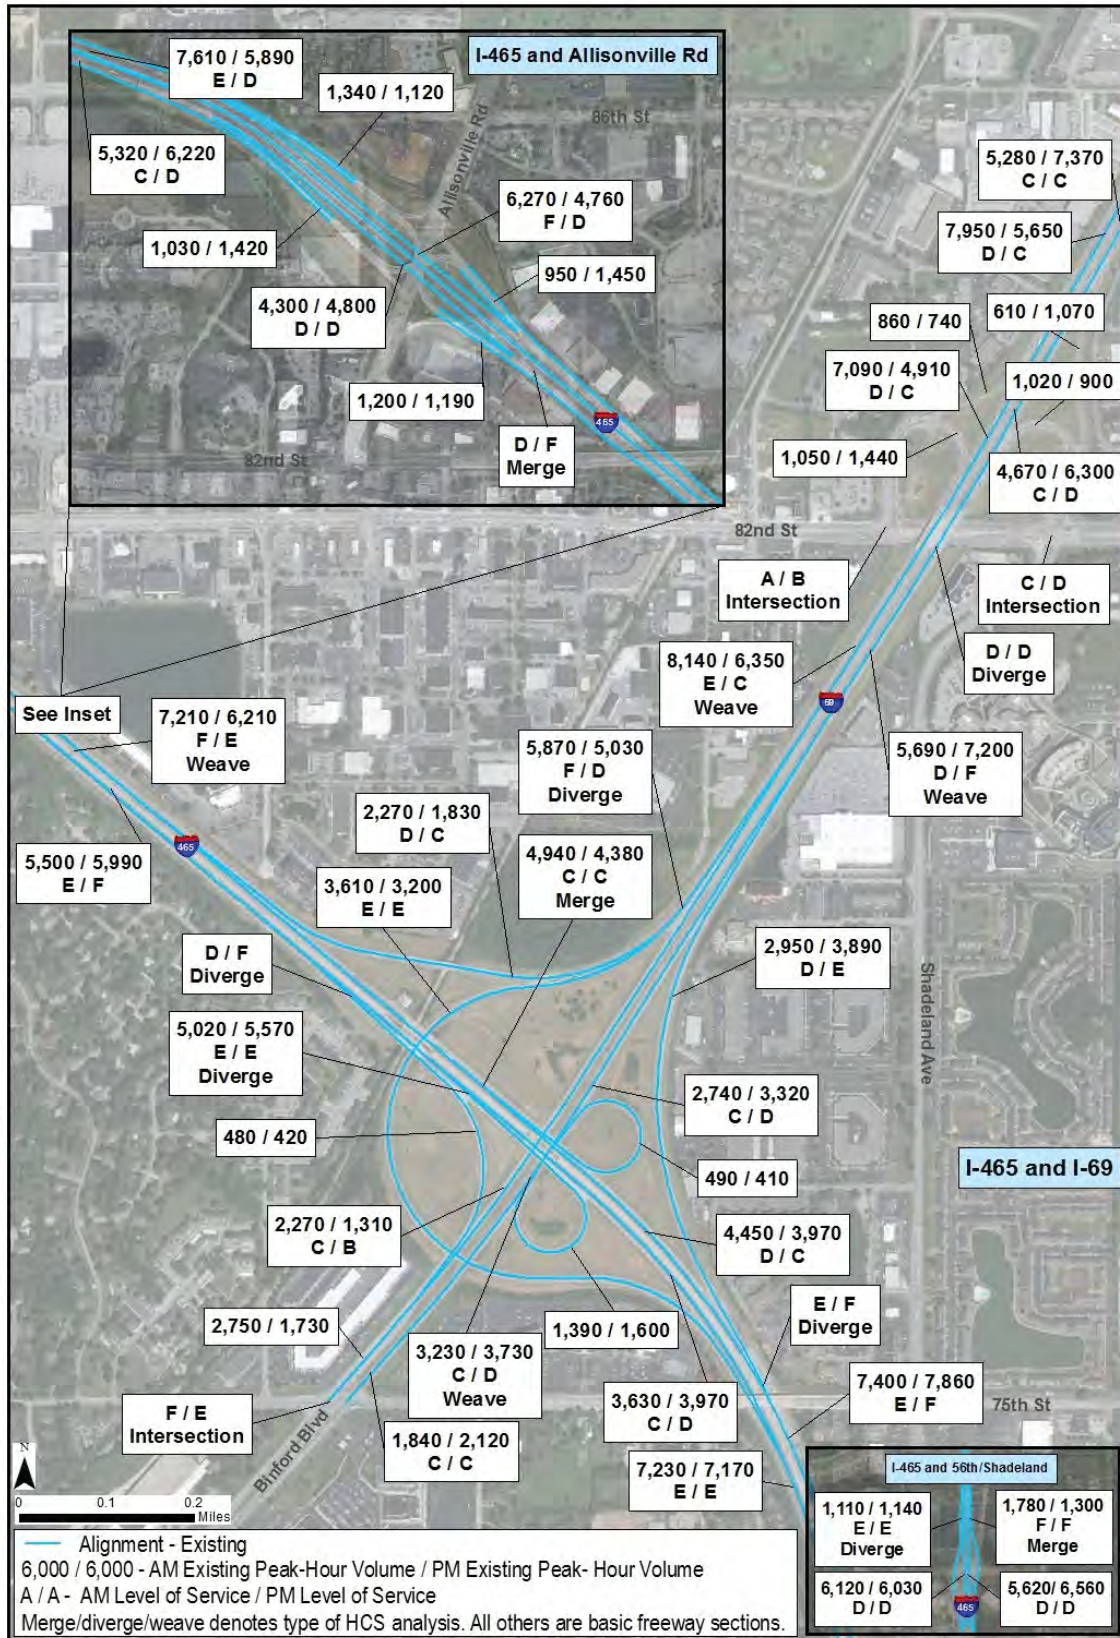 I-465 and Allisonville Rd
7,610 / 5,890
E / D
1,340 / 1,120
86th St
Allisonville Rd
5,320 / 6,220
C / D
6,270 / 4,760
F / D
1,030 / 1,420
950 / 1,450
4,300 / 4,800
D / D
1,200 / 1,190
465
D / F
Merge
82nd St
5,280 / 7,370
C / C
7,950 / 5,650
D / C
610 / 1,070
860 / 740
7,090 / 4,910
D / C
1,020 / 900
1,050 / 1,440
4,670 / 6,300
C / D
82nd St
A / B
Intersection
C / D
Intersection
D / D
Diverge
8,140 / 6,350
E / C
Weave
69
See Inset
7,210 / 6,210
F / E
Weave
5,870 / 5,030
F / D
Diverge
5,690 / 7,200
D / F
Weave
2,270 / 1,830
D / C
465
4,940 / 4,380
C / C
Merge
5,500 / 5,990
E / F
3,610 / 3,200
E / E
2,950 / 3,890
D / E
D / F
Diverge
Shadeland Ave
5,020 / 5,570
E / E
Diverge
2,740 / 3,320
C / D
480 / 420
490 / 410
I-465 and I-69
2,270 / 1,310
C / B
4,450 / 3,970
D / C
2,750 / 1,730
1,390 / 1,600
E / F
Diverge
3,230 / 3,730
C / D
Weave
3,630 / 3,970
C / D
7,400 / 7,860
E / F
75th St
F / E
Intersection
Binford Blvd
1,840 / 2,120
C / C
7,230 / 7,170
E / E
N
0 0.1 0.2
Miles
I-465 and 56th/Shadeland
1,110 / 1,140
E / E
Diverge
1,780 / 1,300
F / F
Merge
6,120 / 6,030
D / D
5,620/ 6,560
D / D
465
Alignment - Existing
6,000 / 6,000 - AM Existing Peak-Hour Volume / PM Existing Peak- Hour Volume
A / A - AM Level of Service / PM Level of Service
Merge/diverge/weave denotes type of HCS analysis. All others are basic freeway sections.